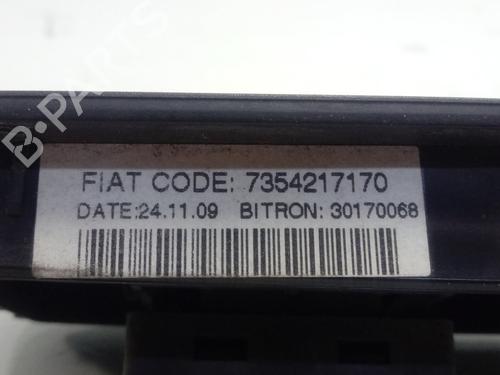 B-PARTS
FIAT CODE: 7354217170
DATE:24.11.09 BITRON: 30170068